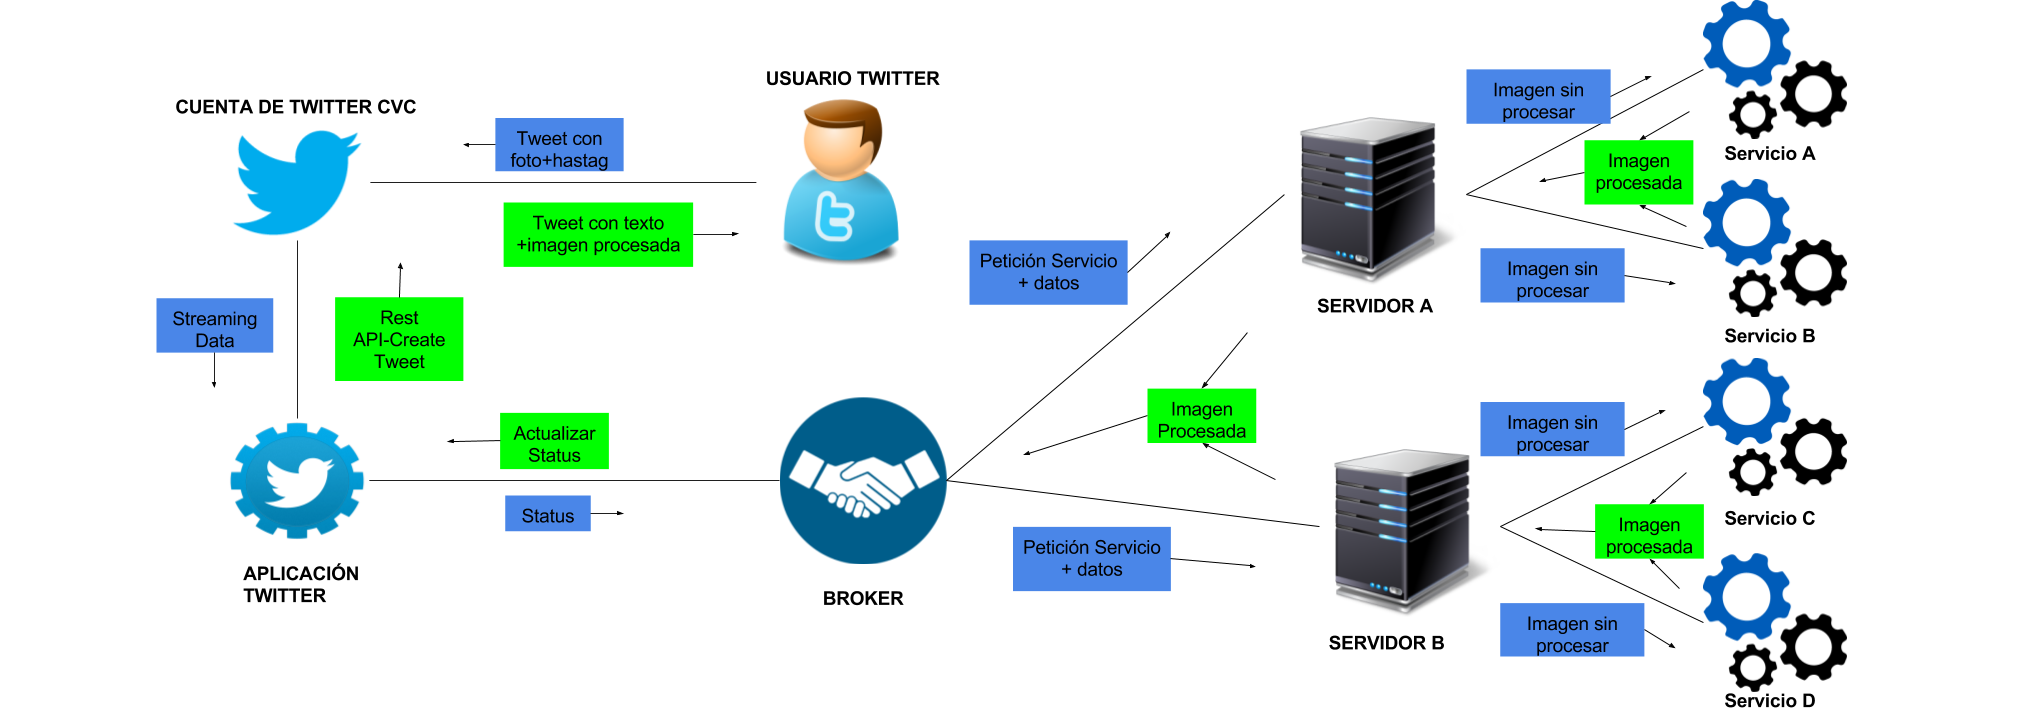 USUARIO TWITTER
CUENTA DE TWITTER CVC
Tweet con
foto+hastag
Tweet con texto
+imagen procesada
Streaming
Data
Rest
API-Create
Tweet
Actualizar
Status
Status
APLICACIÓN
TWITTER
BROKER
Petición Servicio
+ datos
Imagen
Procesada
Petición Servicio
+ datos
SERVIDOR A
SERVIDOR B
Imagen sin
procesar
Imagen
procesada
Imagen sin
procesar
Servicio A
Servicio B
Imagen sin
procesar
Imagen
procesada
Imagen sin
procesar
Servicio C
Servicio D